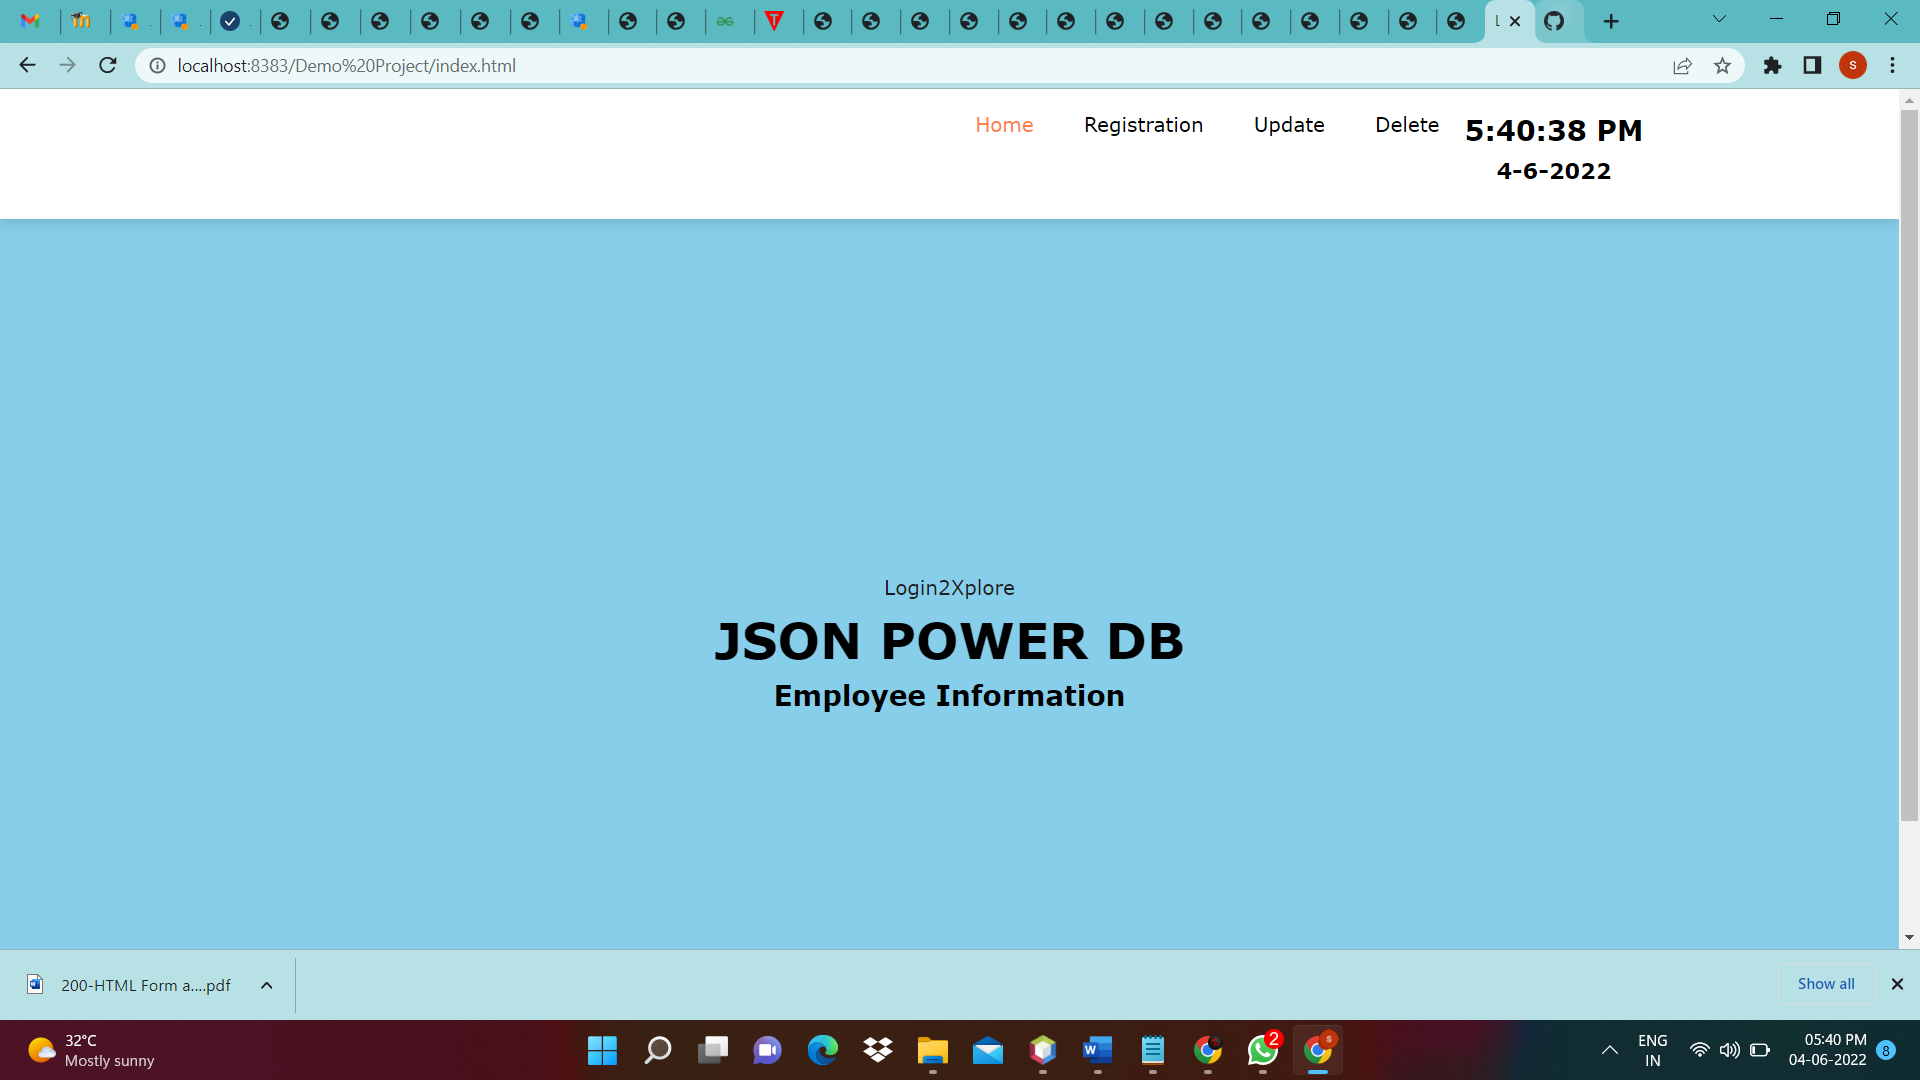 L
localhost:8383/Demo%20Project/index.html
S
Home
Registration
Update
Delete
5:40:38 PM
4-6-2022
Login2Xplore
JSON POWER DB
Employee Information
200-HTML Form a....pdf
Show all
32°C
Mostly sunny
W
2
S
ENG
IN
05:40 PM
04-06-2022
8